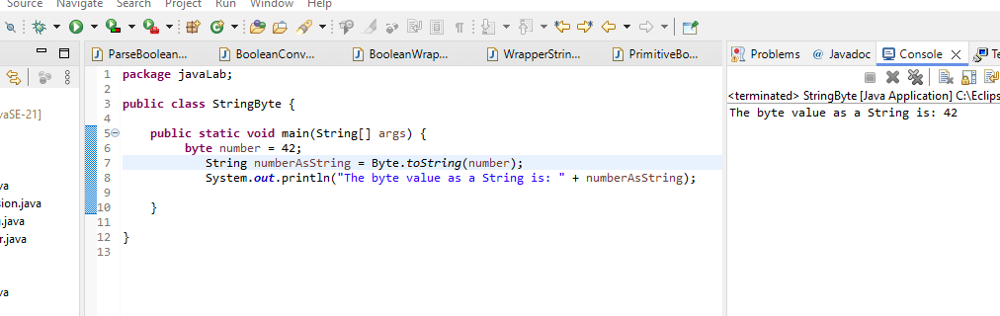 Source Navigate Search Project Run Window Help
ParseBoolean... BooleanConv... BooleanWrap... WrapperStrin... PrimitiveBo...
Problems @ Javadoc Console
<terminated> StringByte [Java Application] C:\Eclips
The byte value as a String is: 42
vaSE-21]
va
sion.java
.java
r.java
va
1 package javaLab;
2
3 public class StringByte {
4
5 public static void main(String[] args) {
6 byte number = 42;
7 String numberAsString = Byte.toString(number);
8 System.out.println("The byte value as a String is: " + numberAsString);
9
10 }
11
12 }
13